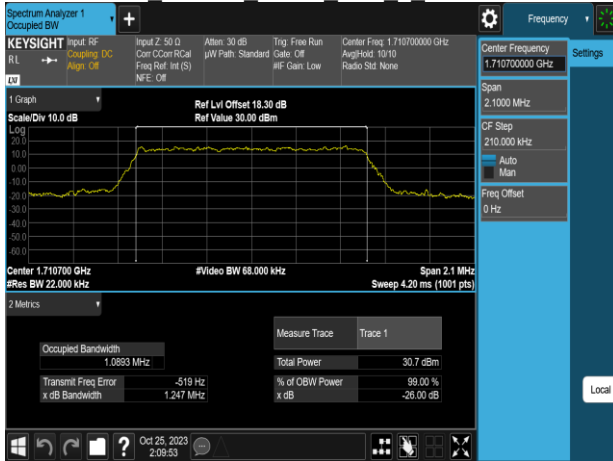 Spectrum Analyzer 1
Occupied BW
+
Frequency
KEYSIGHT
RL
LXI
Input: RF
Coupling: DC
Align: Off
Input Z: 50 Ω
Corr CCorr RCal
Freq Ref: Int (S)
NFE: Off
Atten: 30 dB
µW Path: Standard
Trig: Free Run
Gate: Off
#IF Gain: Low
Center Freq: 1.710700000 GHz
Avg|Hold: 10/10
Radio Std: None
Center Frequency
1.710700000 GHz
Settings
Span
2.1000 MHz
CF Step
210.000 kHz
Auto
Man
Freq Offset
0 Hz
Local
1 Graph
Scale/Div 10.0 dB
Ref Lvl Offset 18.30 dB
Ref Value 30.00 dBm
Log
20.0
10.0
0.00
-10.0
-20.0
-30.0
-40.0
-50.0
-60.0
Center 1.710700 GHz
#Res BW 22.000 kHz
#Video BW 68.000 kHz
Span 2.1 MHz
Sweep 4.20 ms (1001 pts)
2 Metrics
Measure Trace
Trace 1
Occupied Bandwidth
1.0893 MHz
Total Power
30.7 dBm
Transmit Freq Error
-519 Hz
% of OBW Power
99.00 %
x dB Bandwidth
1.247 MHz
x dB
-26.00 dB
?
Oct 25, 2023
2:09:53